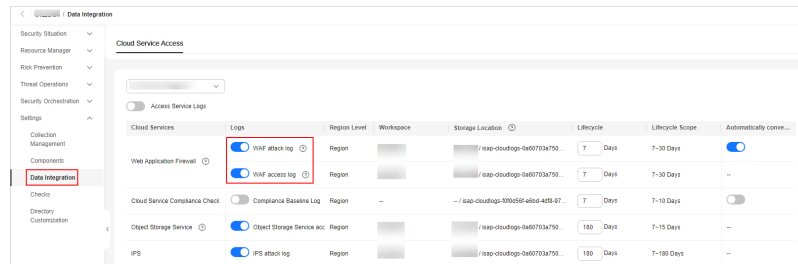 / Data Integration
Security Situation
Resource Manager
Risk Prevention
Threat Operations
Security Orchestration
Settings
Collection
Management
Components
Data Integration
Checks
Directory
Customization
Cloud Service Access
Access Service Logs
Cloud Services Logs Region Level Workspace Storage Location Lifecycle Lifecycle Scope Automatically conve...
Web Application Firewall
WAF attack log Region / isap-cloudlogs-0a60703a750... 7 Days 7~30 Days
WAF access log Region / isap-cloudlogs-0a60703a750... 7 Days 7~30 Days --
Cloud Service Compliance Check Compliance Baseline Log Region -- -- / isap-cloudlogs-f0f0d56f-e6bd-4df8-97... 7 Days 7~10 Days
Object Storage Service Object Storage Service acc Region / isap-cloudlogs-0a60703a750... 180 Days 7~15 Days --
IPS IPS attack log Region / isap-cloudlogs-0a60703a750... 180 Days 7~180 Days --